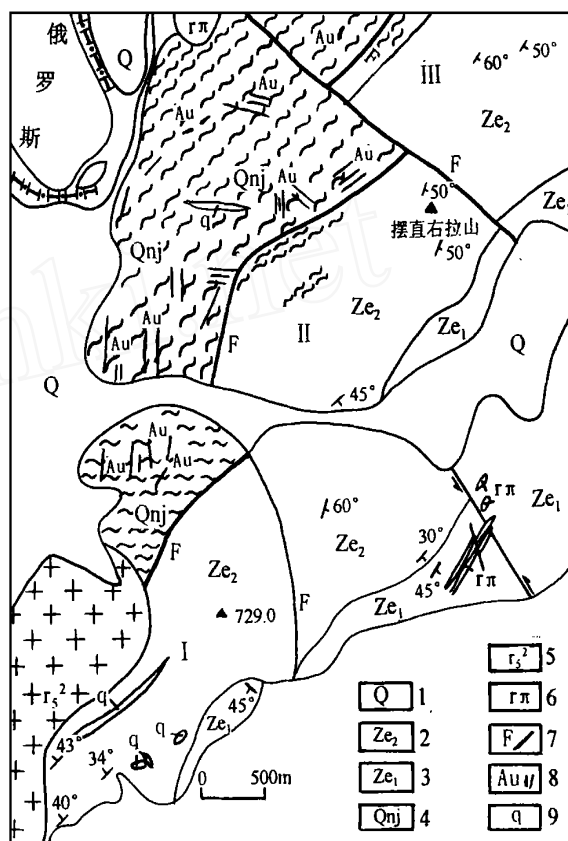 俄
罗
斯
Q
rπ
Au
III
60°
50°
Ze₂
Au
Au
Au
Au
Qnj
q
F
50°
摆直右拉山
50°
Ze
Qnj
Ze₂
II
Ze₁
Q
Au
Au
F
Q
45°
Au
Au
Qnj
F
60°
Ze₂
30°
rπ
Ze₁
Ze₂
729.0
F
45°
rπ
Ze₁
I
r₅²
q
43°
34°
40°
q
q
Ze₁
45°
0 500m
Q 1
Ze₂ 2
Ze₁ 3
Qnj 4
r₅² 5
rπ 6
F 7
Au 8
q 9